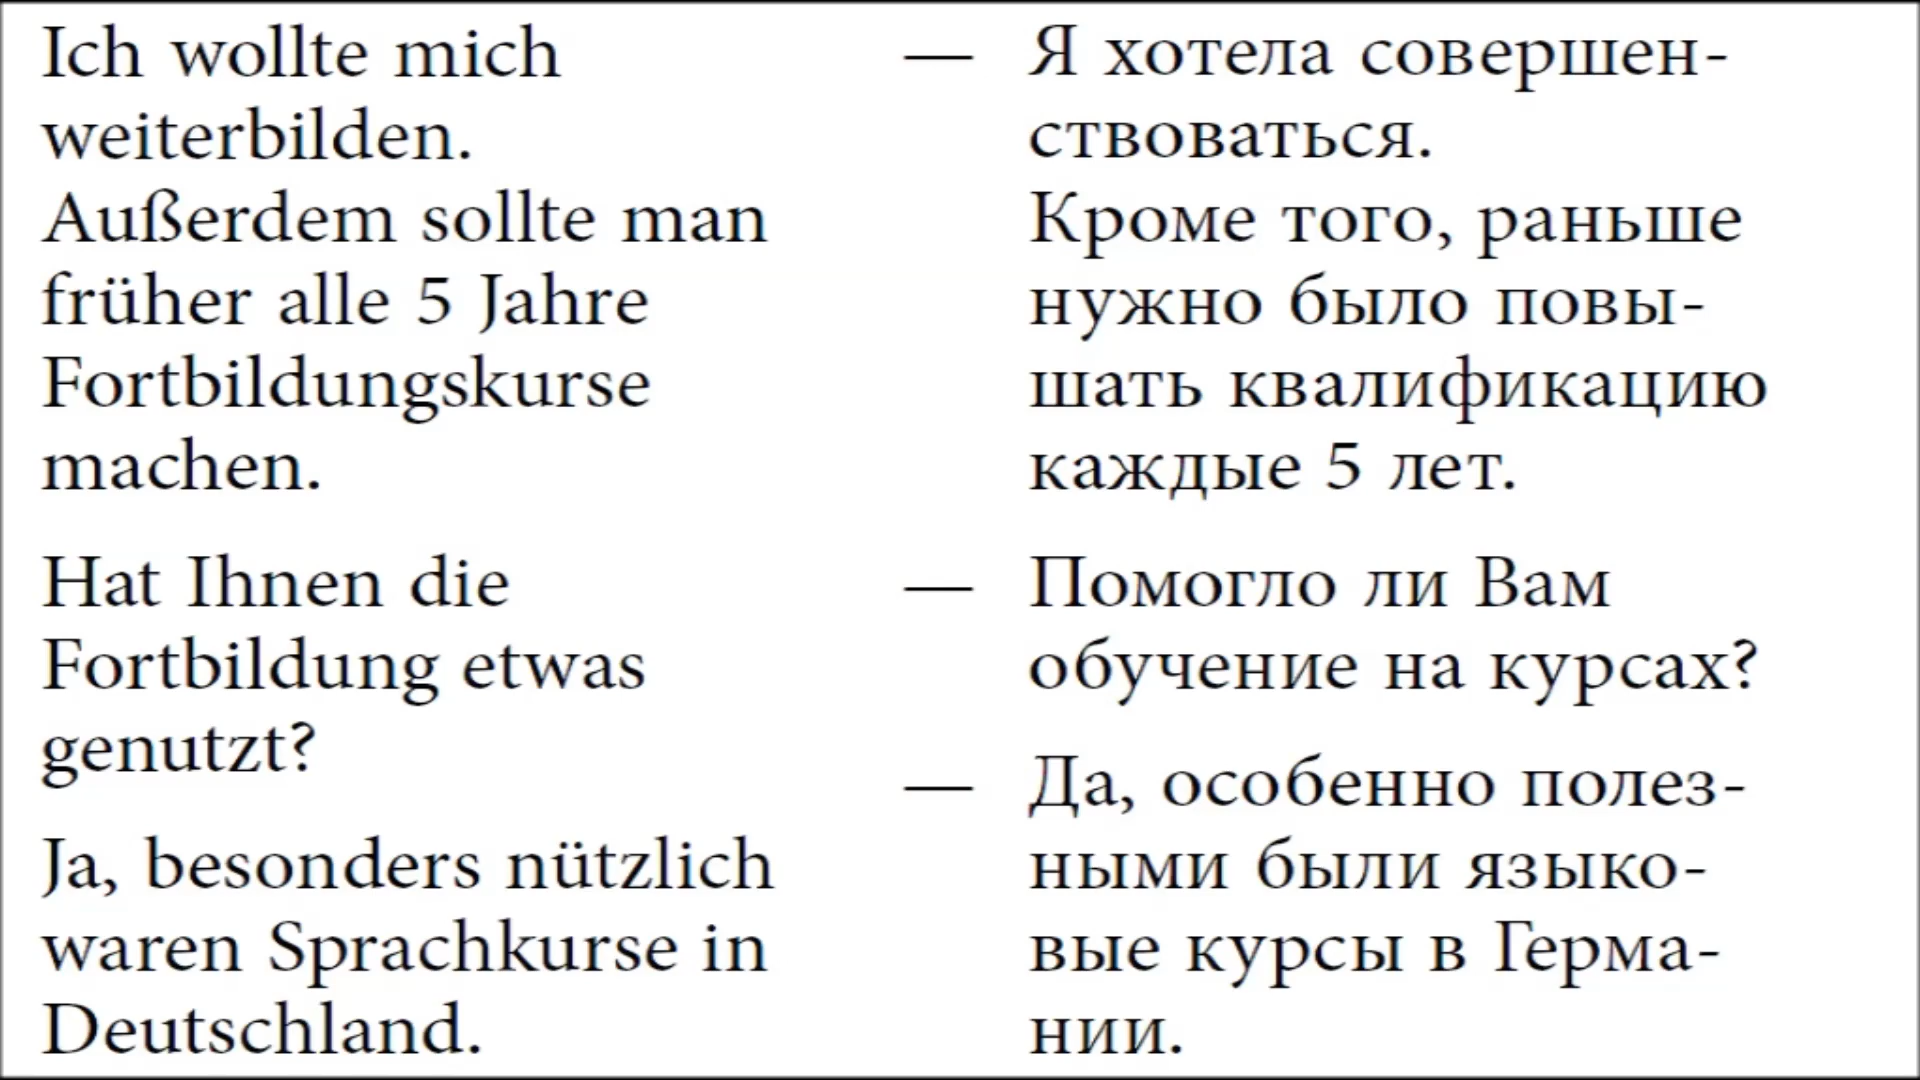 Ich wollte mich
weiterbilden.
Außerdem sollte man
früher alle 5 Jahre
Fortbildungskurse
machen.
Hat Ihnen die
Fortbildung etwas
genutzt?
Ja, besonders nützlich
waren Sprachkurse in
Deutschland.
— Я хотела совершен-
ствоваться.
Кроме того, раньше
нужно было повы-
шать квалификацию
каждые 5 лет.
— Помогло ли Вам
обучение на курсах?
— Да, особенно полез-
ными были языко-
вые курсы в Герма-
нии.